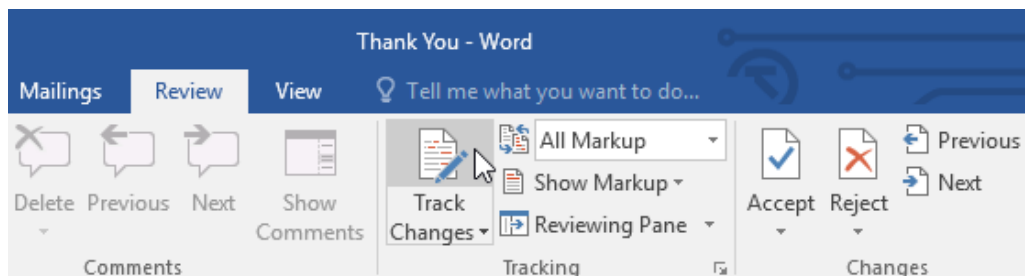 Thank You - Word
Mailings Review View Tell me what you want to do...
All Markup Previous
Show Markup Next
Delete Previous Next Show Track Accept Reject
Comments Changes Reviewing Pane
Comments Tracking Changes